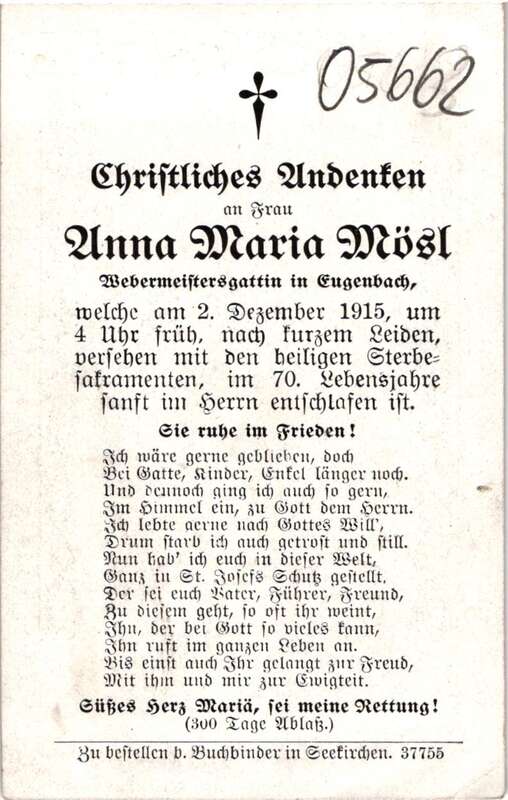 05662
Christliches Andenken
an Frau
Anna Maria Mösl
Webermeistersgattin in Eugenbach,
welche am 2. Dezember 1915, um
4 Uhr früh, nach kurzem Leiden,
versehen mit den heiligen Sterbe-
sakramenten, im 70. Lebensjahre
sanft im Herrn entschlafen ist.
Sie ruhe im Frieden!
Ich wäre gerne geblieben, doch
Bei Gatte, Kinder, Enkel länger noch.
Und dennoch ging ich auch so gern,
Im Himmel ein, zu Gott dem Herrn.
Ich lebte gerne nach Gottes Will',
Drum starb ich auch getrost und still.
Nun hab' ich euch in dieser Welt,
Ganz in St. Josefs Schutz gestellt.
Der sei euch Vater, Führer, Freund,
Zu diesem geht, so oft ihr weint,
Ihn, der bei Gott so vieles kann,
Ihn ruft im ganzen Leben an.
Bis einst auch Ihr gelangt zur Freud,
Mit ihm und mir zur Ewigteit.
Süßes Herz Mariä, sei meine Rettung!
(300 Tage Ablaß.)
Zu bestellen b. Buchbinder in Seekirchen. 37755